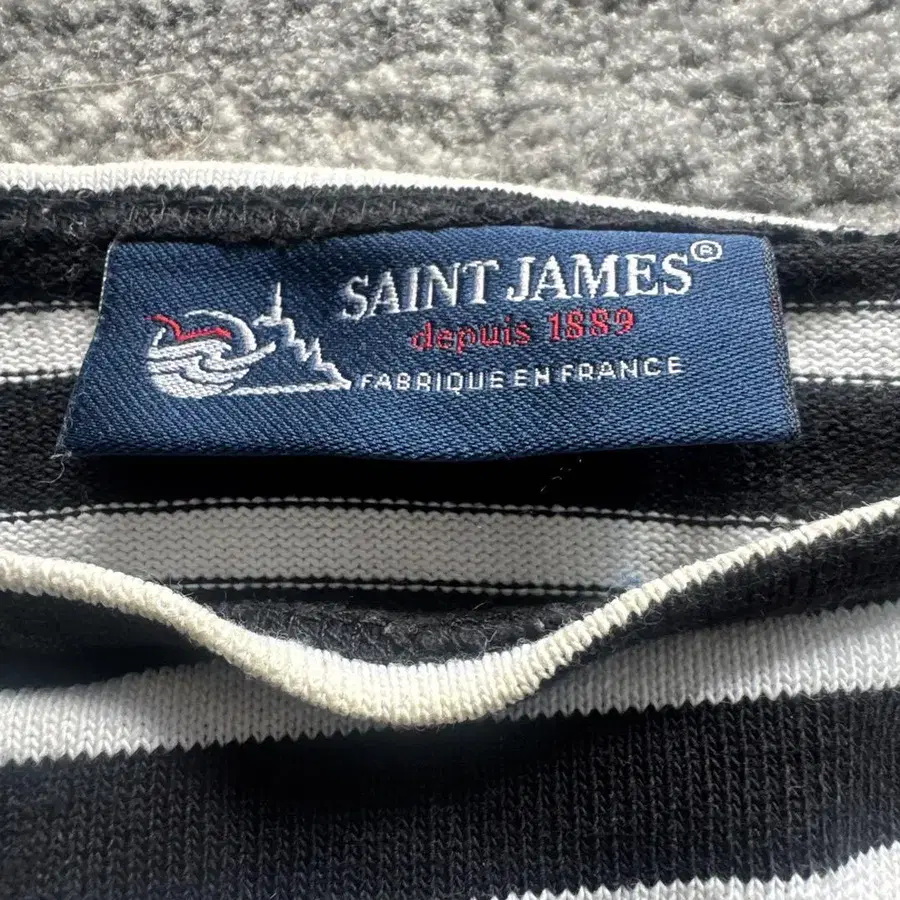 SAINT JAMES®
depuis 1889
FABRIQUE EN FRANCE